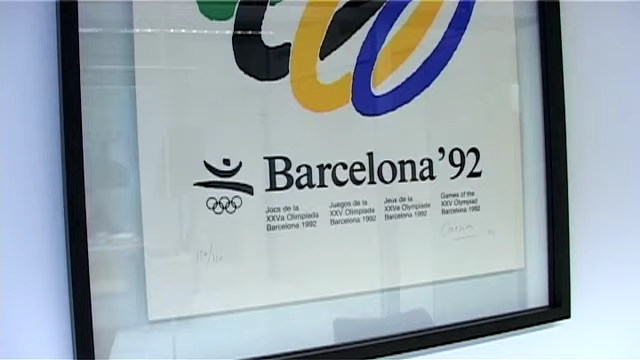 Barcelona '92
Jocs de la
XXVa Olimpíada
Barcelona 1992
Juegos de la
XXV Olimpíada
Barcelona 1992
Jeux de la
XXVe Olympiade
Barcelona 1992
Games of the
XXV Olympiad
Barcelona 1992